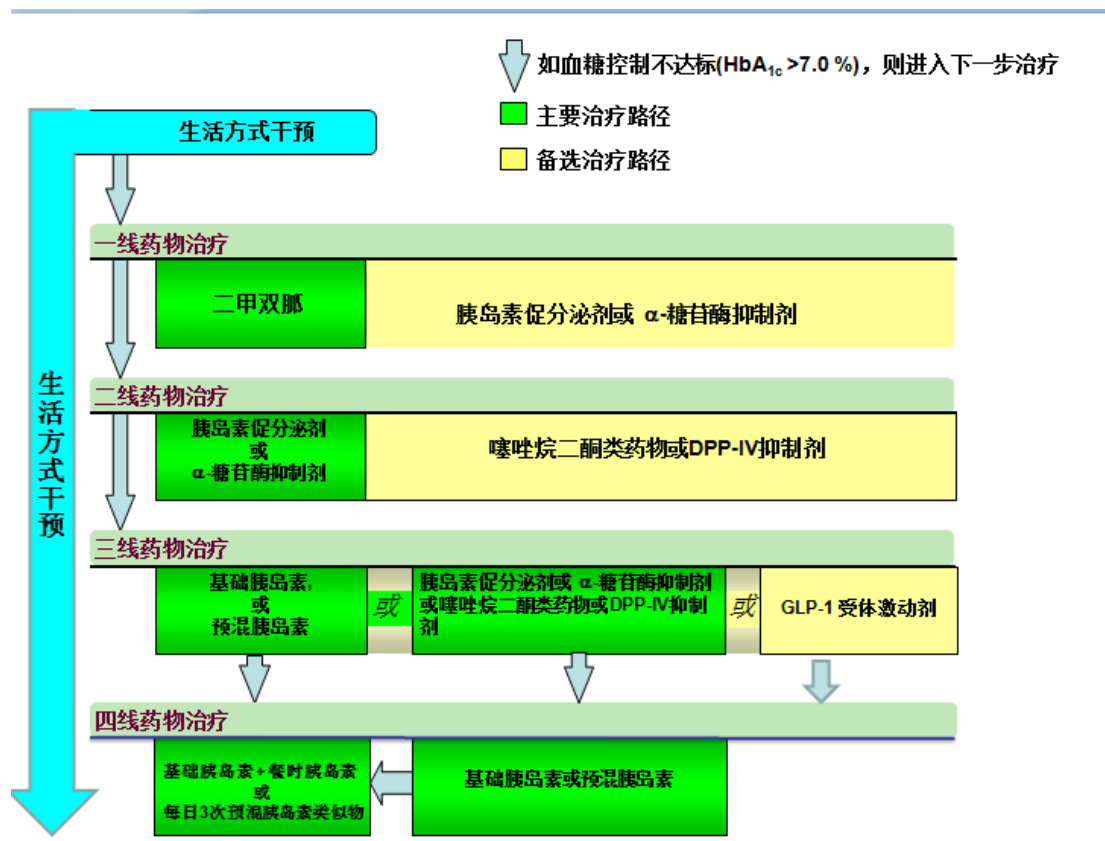 如血糖控制不达标(HbA1c >7.0 %)，则进入下一步治疗
主要治疗路径
备选治疗路径
生活方式干预
生活方式干预
一线药物治疗
二甲双胍
胰岛素促分泌剂或 α-糖苷酶抑制剂
二线药物治疗
胰岛素促分泌剂
或
α-糖苷酶抑制剂
噻唑烷二酮类药物或DPP-IV抑制剂
三线药物治疗
基础胰岛素,
或
预混胰岛素
或
胰岛素促分泌剂或 α-糖苷酶抑制剂
或噻唑烷二酮类药物或DPP-IV抑制
剂
或
GLP-1 受体激动剂
四线药物治疗
基础胰岛素+餐时胰岛素
或
每日3次预混胰岛素类似物
基础胰岛素或预混胰岛素